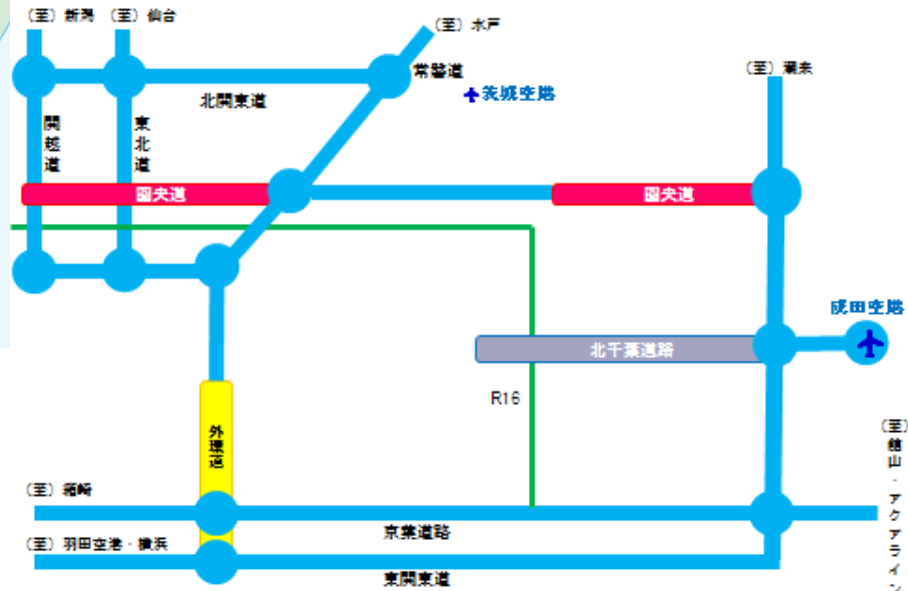 （至）新潟
（至）仙台
（至）水戸
常磐道
（至）潮来
茨城空港
北関東道
関越道
東北道
圏央道
圏央道
成田空港
北千葉道路
R16
外環道
（至）館山・アクアライン
（至）箱崎
京葉道路
（至）羽田空港・横浜
東関東道